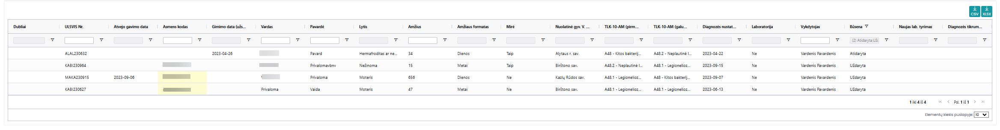 CSV XLSX
Dubliai ULSVIS Nr. Atvejo gavimo data Asmens kodas Gimimo data (užs... Vardas Pavardė Lytis Amžius Amžiaus formatas Mirė Nuolatinė gyv. V. ... TLK-10-AM (pirm... TLK-10-AM (galu... Diagnozės nustat... Laboratorija Vykdytojas Būsena Naujas lab. tyrimas Diagnozės tikrum...
(2) Atidaryta,Užd
ALAL230632 2023-04-26 Pavard Hermafroditas ar ne... 34 Dienos Taip Alytaus r. sav. A48 - Kitos bakterij... A48.2 - Neplautinė l... 2023-04-22 Ne Vardenis Pavardenis Atidaryta
KABI230964 Privalomavbnv Nežinoma 15 Metai Taip Birštono sav. A48.2 - Neplautinė l... A48.1 - Legionelioz... 2023-09-15 Ne Vardenis Pavardenis Uždaryta
MAKA230915 2023-09-06 Privaloma Moteris 656 Dienos Ne Kazlų Rūdos sav. A48.1 - Legionelioz... A48 - Kitos bakterij... 2023-09-07 Ne Vardenis Pavardenis Uždaryta
KABI230627 Privaloma Vaida Moteris 47 Metai Ne Birštono sav. A48.1 - Legionelioz... A48.1 - Legionelioz... 2023-06-13 Ne Vardenis Pavardenis Uždaryta
1 iki 4 iš 4 Psl. 1 iš 1
Elementų kiekis puslapyje: 10